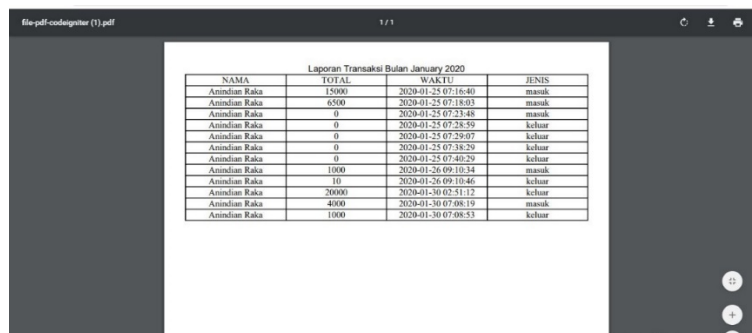 file-pdf-codeigniter (1).pdf
1 / 1
Laporan Transaksi Bulan January 2020
NAMA TOTAL WAKTU JENIS
Anindian Raka 15000 2020-01-25 07:16:40 masuk
Anindian Raka 6500 2020-01-25 07:18:03 masuk
Anindian Raka 0 2020-01-25 07:23:48 masuk
Anindian Raka 0 2020-01-25 07:28:59 keluar
Anindian Raka 0 2020-01-25 07:29:07 keluar
Anindian Raka 0 2020-01-25 07:38:29 keluar
Anindian Raka 0 2020-01-25 07:40:29 keluar
Anindian Raka 1000 2020-01-26 09:10:34 masuk
Anindian Raka 10 2020-01-26 09:10:46 keluar
Anindian Raka 20000 2020-01-30 02:51:12 keluar
Anindian Raka 4000 2020-01-30 07:08:19 masuk
Anindian Raka 1000 2020-01-30 07:08:53 keluar